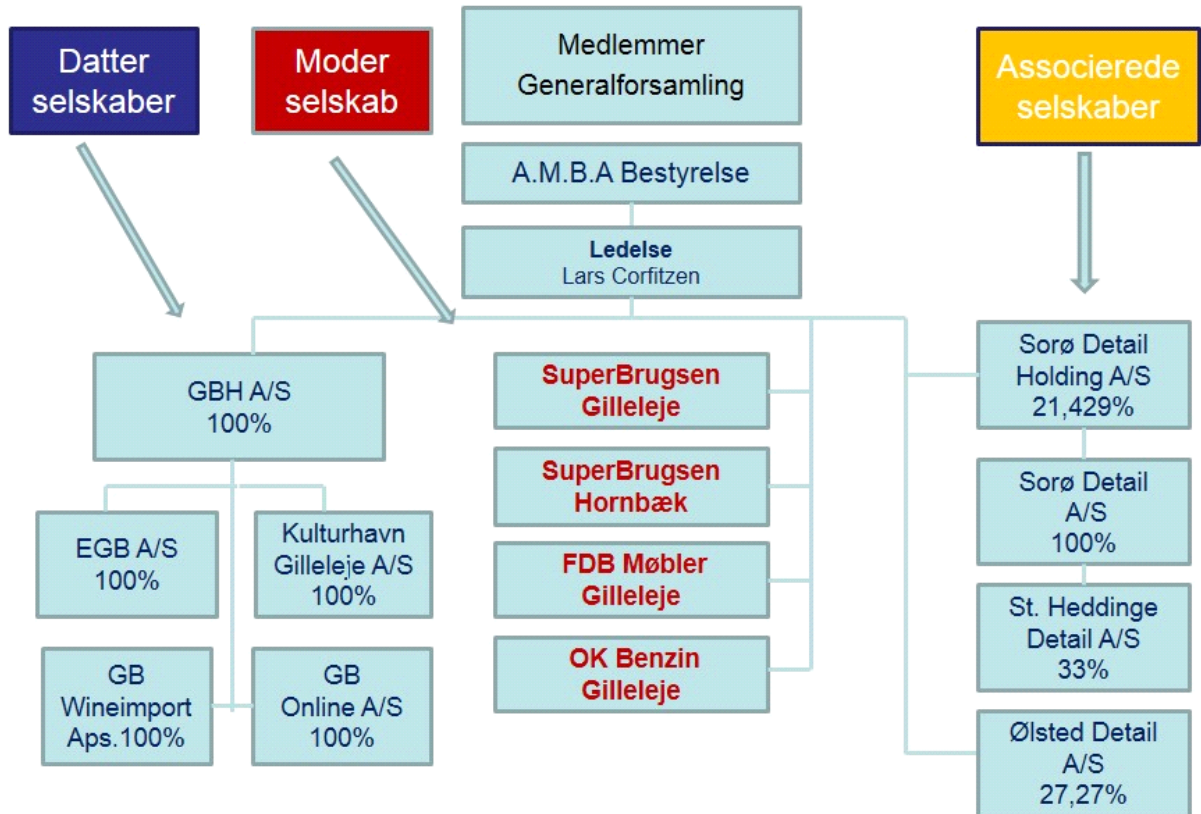 Datter
selskaber
Moder
selskab
Medlemmer
Generalforsamling
Associerede
selskaber
A.M.B.A Bestyrelse
Ledelse
Lars Corfitzen
GBH A/S
100%
EGB A/S
100%
Kulturhavn
Gilleleje A/S
100%
GB
Wineimport
Aps.100%
GB
Online A/S
100%
SuperBrugsen
Gilleleje
SuperBrugsen
Hornbæk
FDB Møbler
Gilleleje
OK Benzin
Gilleleje
Sorø Detail
Holding A/S
21,429%
Sorø Detail
A/S
100%
St. Heddinge
Detail A/S
33%
Ølsted Detail
A/S
27,27%